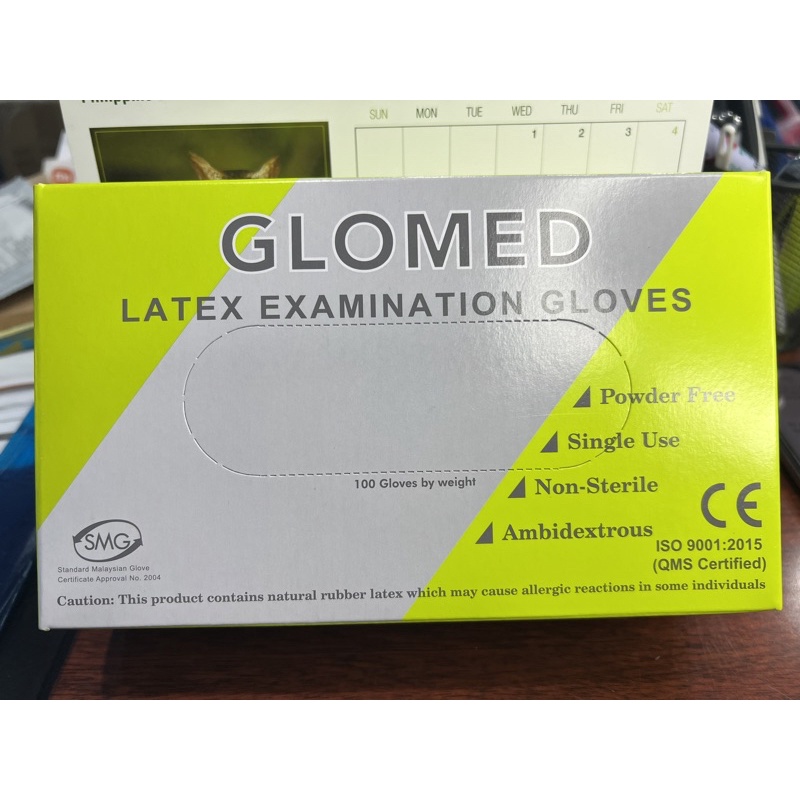 SUN MON TUE WED THU FRI SAT
1 2 3 4
GLOMED
LATEX EXAMINATION GLOVES
Powder Free
Single Use
100 Gloves by weight
Non-Sterile
Ambidextrous
CE
SMG
ISO 9001:2015
(QMS Certified)
Standard Malaysian Glove
Certificate Approval No. 2004
Caution: This product contains natural rubber latex which may cause allergic reactions in some individuals